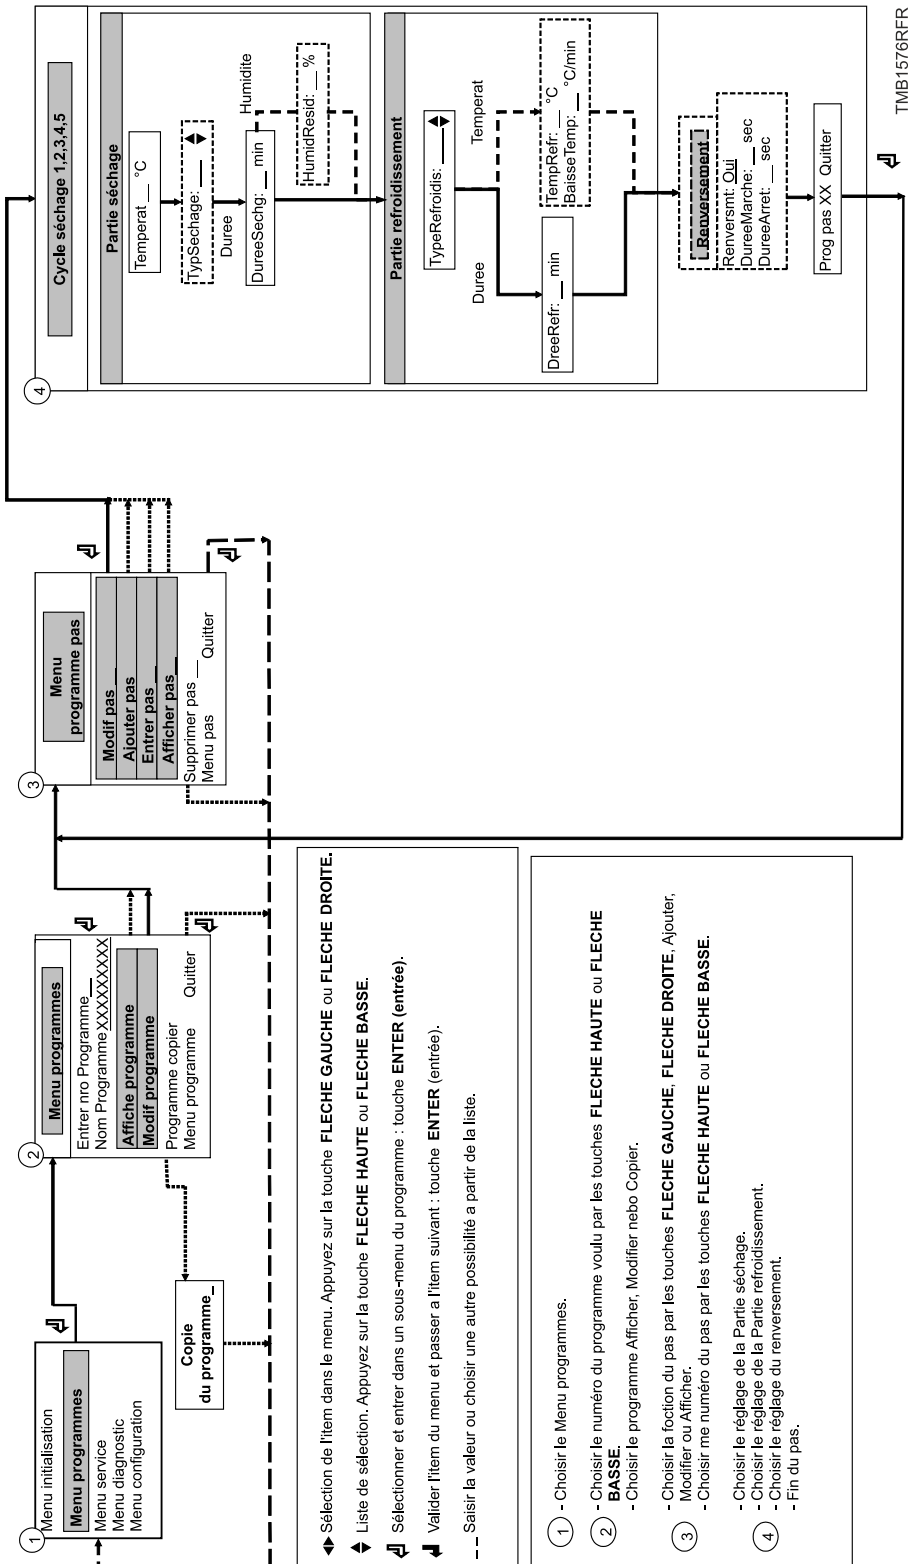 1
Menu initialisation
Menu programmes
Menu service
Menu diagnostic
Menu configuration
Copie
du programme_
2
Menu programmes
Entrer nro Programme__
Nom Programme XXXXXXXXXX
Affiche programme
Modif programme
Programme copier
Menu programme Quitter
3
Menu
programme pas
Modif pas __
Ajouter pas
Entrer pas __
Afficher pas __
Supprimer pas __
Menu pas Quitter
4
Cycle séchage 1,2,3,4,5
Partie séchage
Temperat __ °C
TypSechage: __
Duree
Humidite
DureeSechg: __ min
HumidResid: __ %
Partie refroidissement
TypeRefroidis: __
Duree
Temperat
DreeRefr: __ min
TempRefr: __ °C
BaisseTemp: __ °C/min
Renversement
Renversmt: Oui
DureeMarche: __ sec
DureeArret: __ sec
Prog pas XX Quitter
Sélection de l'item dans le menu. Appuyez sur la touche FLECHE GAUCHE ou FLECHE DROITE.
Liste de sélection. Appuyez sur la touche FLECHE HAUTE ou FLECHE BASSE.
Sélectionner et entrer dans un sous-menu du programme : touche ENTER (entrée).
Valider l'item du menu et passer a l'item suivant : touche ENTER (entrée).
_ _ Saisir la valeur ou choisir une autre possibilité a partir de la liste.
1 - Choisir le Menu programmes.
2 - Choisir le numéro du programme voulu par les touches FLECHE HAUTE ou FLECHE
BASSE.
- Choisir le programme Afficher, Modifier nebo Copier.
3 - Choisir la foction du pas par les touches FLECHE GAUCHE, FLECHE DROITE, Ajouter,
Modifier ou Afficher.
- Choisir me numéro du pas par les touches FLECHE HAUTE ou FLECHE BASSE.
4 - Choisir le réglage de la Partie séchage.
- Choisir le réglage de la Partie refroidissement.
- Choisir le réglage du renversement.
- Fin du pas.
TMB1576RFR